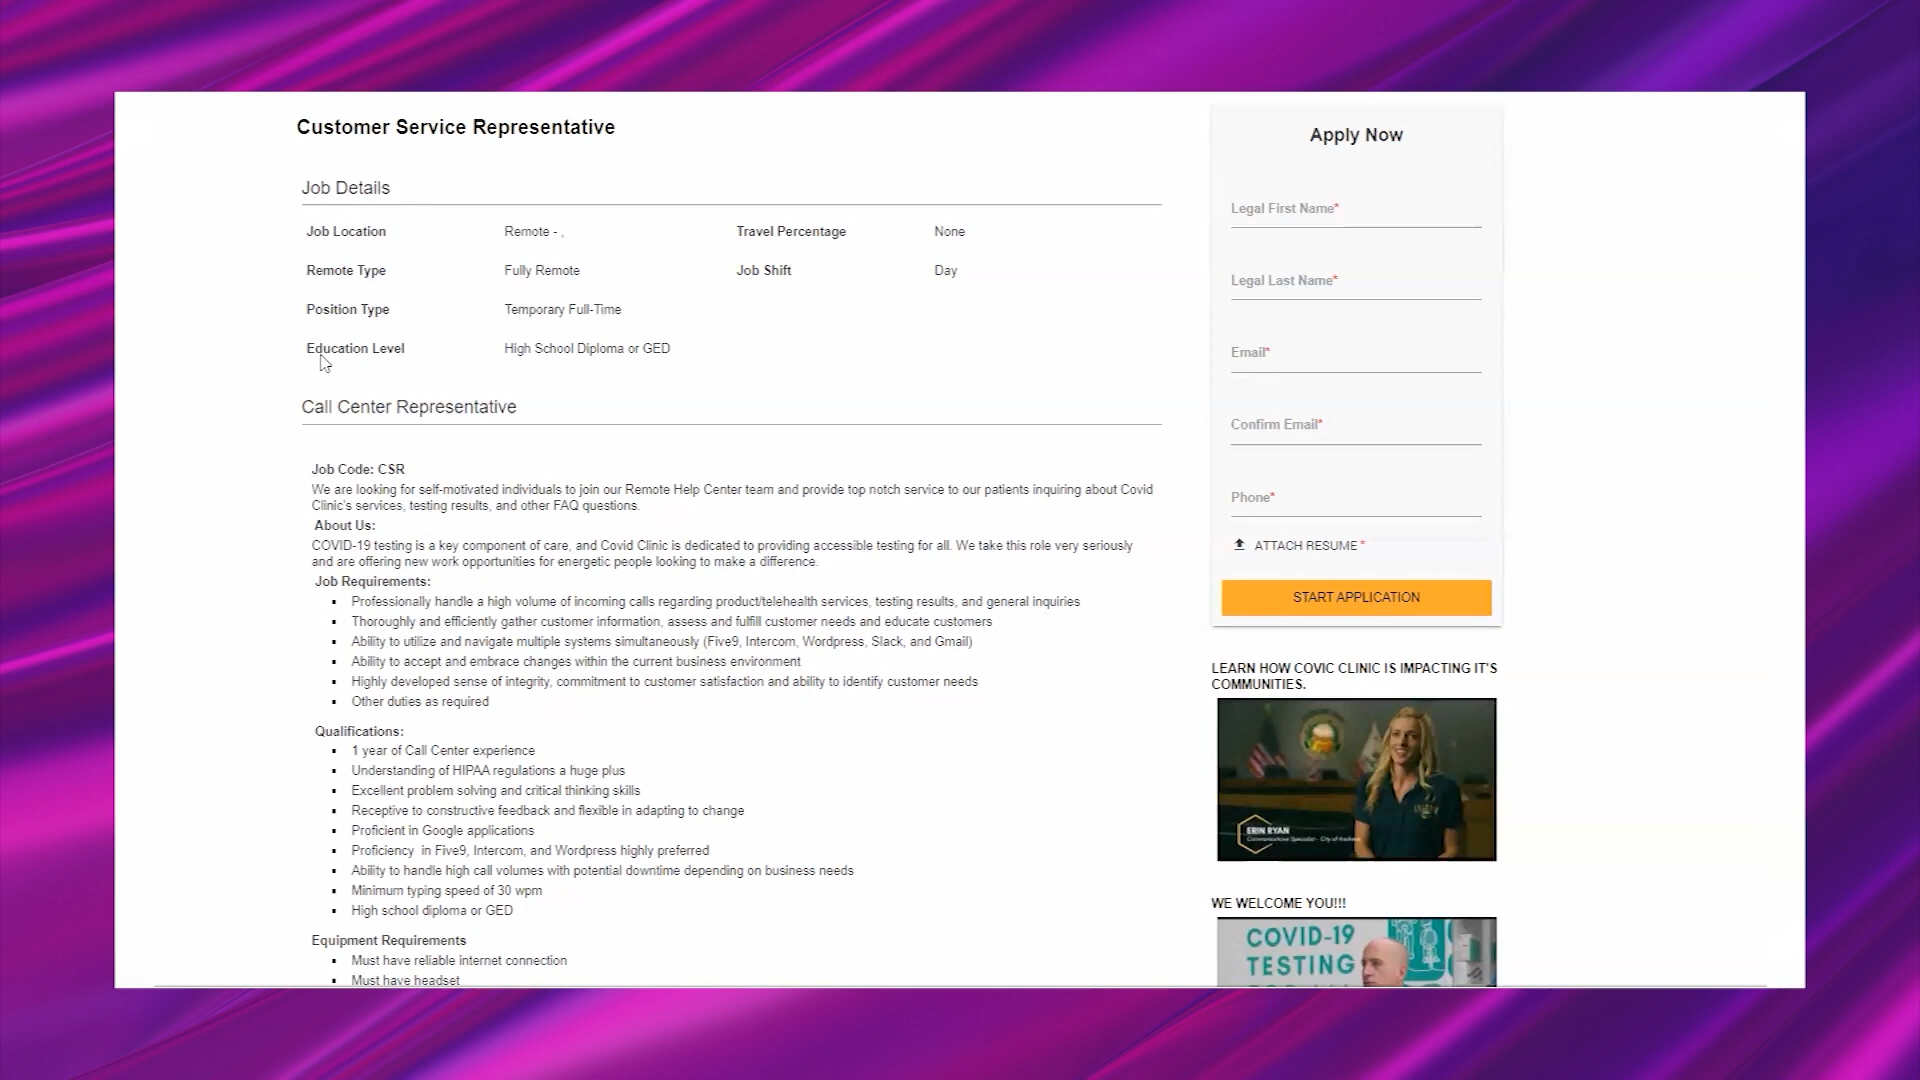 Customer Service Representative
Job Details
Job Location Remote - , Travel Percentage None
Remote Type Fully Remote Job Shift Day
Position Type Temporary Full-Time
Education Level High School Diploma or GED
Call Center Representative
Job Code: CSR
We are looking for self-motivated individuals to join our Remote Help Center team and provide top notch service to our patients inquiring about Covid
Clinic's services, testing results, and other FAQ questions.
About Us:
COVID-19 testing is a key component of care, and Covid Clinic is dedicated to providing accessible testing for all. We take this role very seriously
and are offering new work opportunities for energetic people looking to make a difference.
Job Requirements:
Professionally handle a high volume of incoming calls regarding product/telehealth services, testing results, and general inquiries
Thoroughly and efficiently gather customer information, assess and fulfill customer needs and educate customers
Ability to utilize and navigate multiple systems simultaneously (Five9, Intercom, Wordpress, Slack, and Gmail)
Ability to accept and embrace changes within the current business environment
Highly developed sense of integrity, commitment to customer satisfaction and ability to identify customer needs
Other duties as required
Qualifications:
1 year of Call Center experience
Understanding of HIPAA regulations a huge plus
Excellent problem solving and critical thinking skills
Receptive to constructive feedback and flexible in adapting to change
Proficient in Google applications
Proficiency in Five9, Intercom, and Wordpress highly preferred
Ability to handle high call volumes with potential downtime depending on business needs
Minimum typing speed of 30 wpm
High school diploma or GED
Equipment Requirements
Must have reliable internet connection
Must have headset
Apply Now
Legal First Name*
Legal Last Name*
Email*
Confirm Email*
Phone*
ATTACH RESUME *
START APPLICATION
LEARN HOW COVIC CLINIC IS IMPACTING IT'S
COMMUNITIES.
ERIN RYAN
WE WELCOME YOU!!!
COVID-19
TESTING